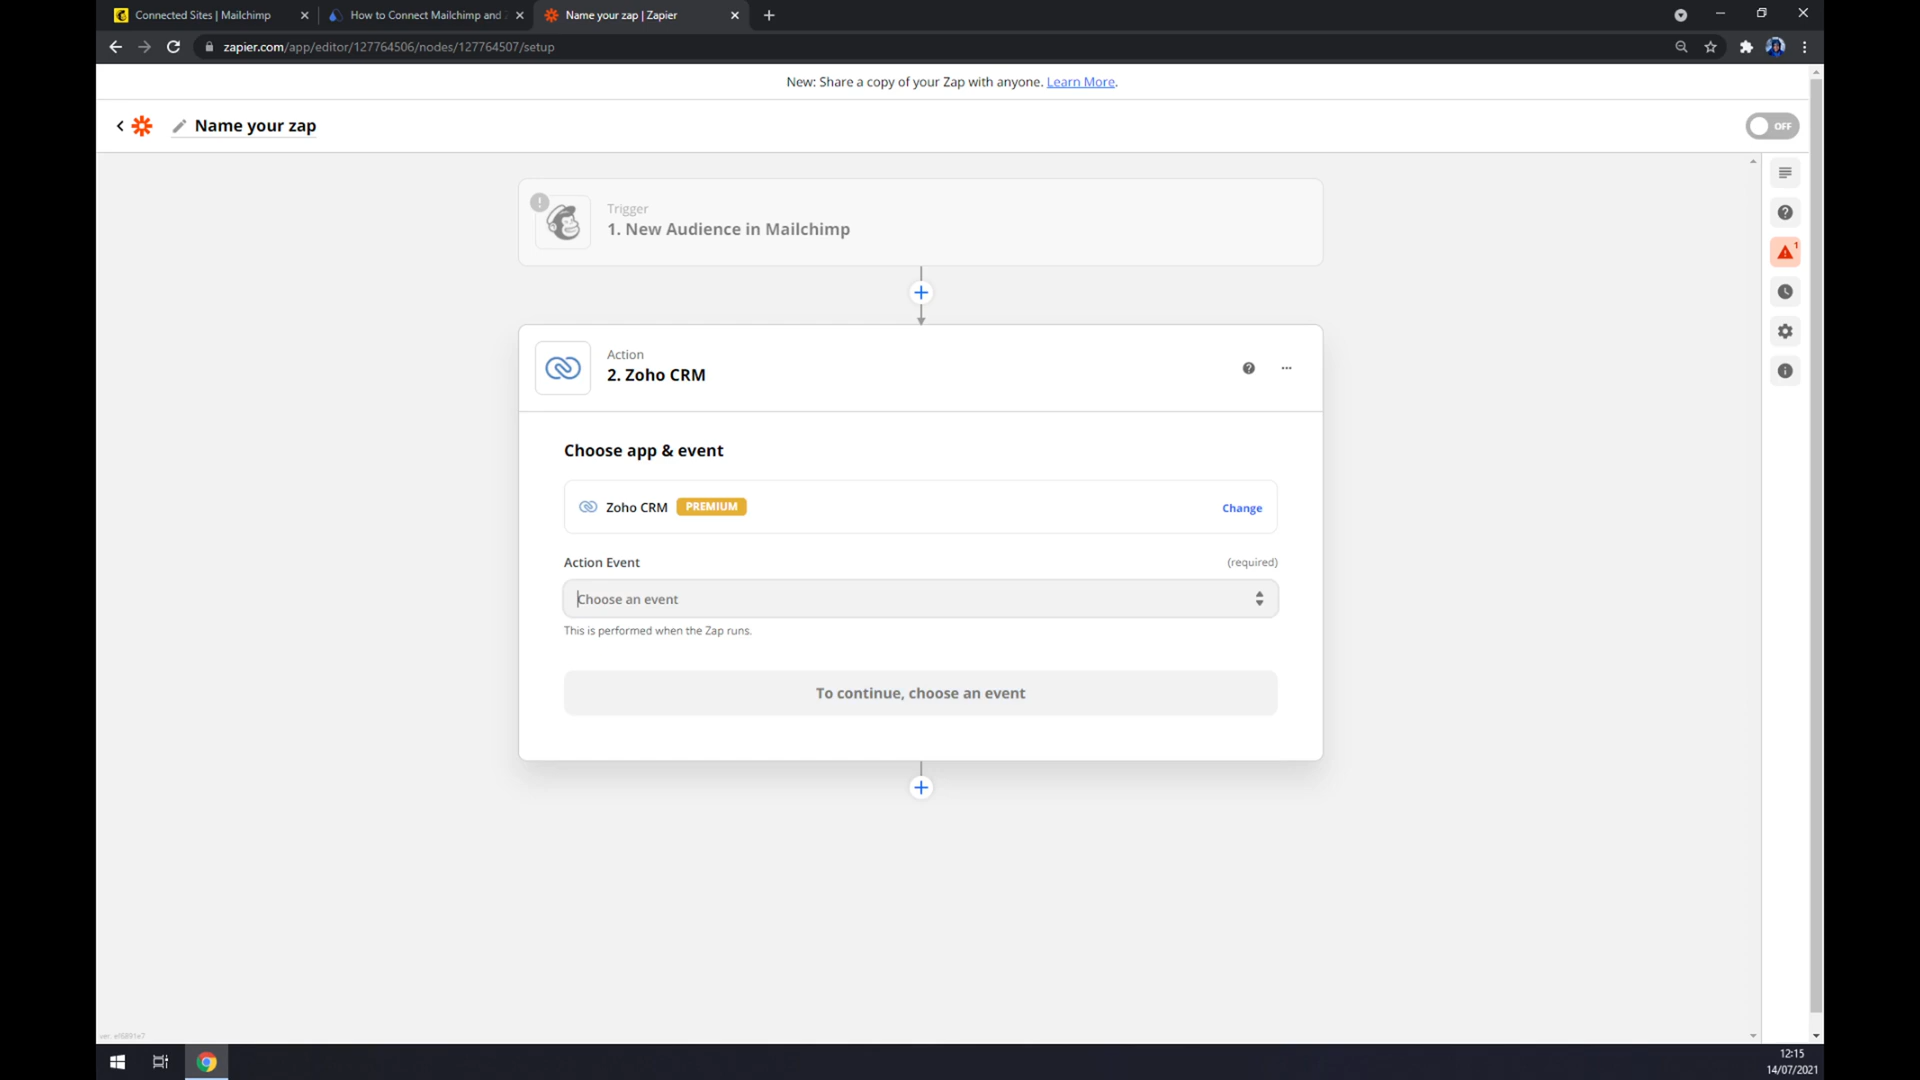 Connected Sites | Mailchimp
How to Connect Mailchimp and
Name your zap | Zapier
zapier.com/app/editor/127764506/nodes/127764507/setup
New: Share a copy of your Zap with anyone. Learn More.
Name your zap
OFF
Trigger
1. New Audience in Mailchimp
1
Action
2. Zoho CRM
Choose app & event
Zoho CRM PREMIUM
Change
Action Event
(required)
Choose an event
This is performed when the Zap runs.
To continue, choose an event
12:15
14/07/2021